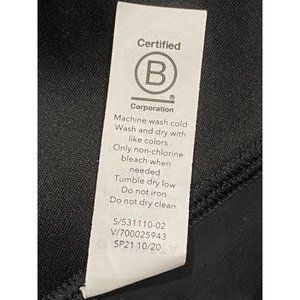 Certified
B
®
Corporation
Machine wash cold
Wash and dry with
like colors
Only non-chlorine
bleach when
needed
Tumble dry low
Do not iron
Do not dry clean
S/531110-02
V/700025943
SP21 10/20